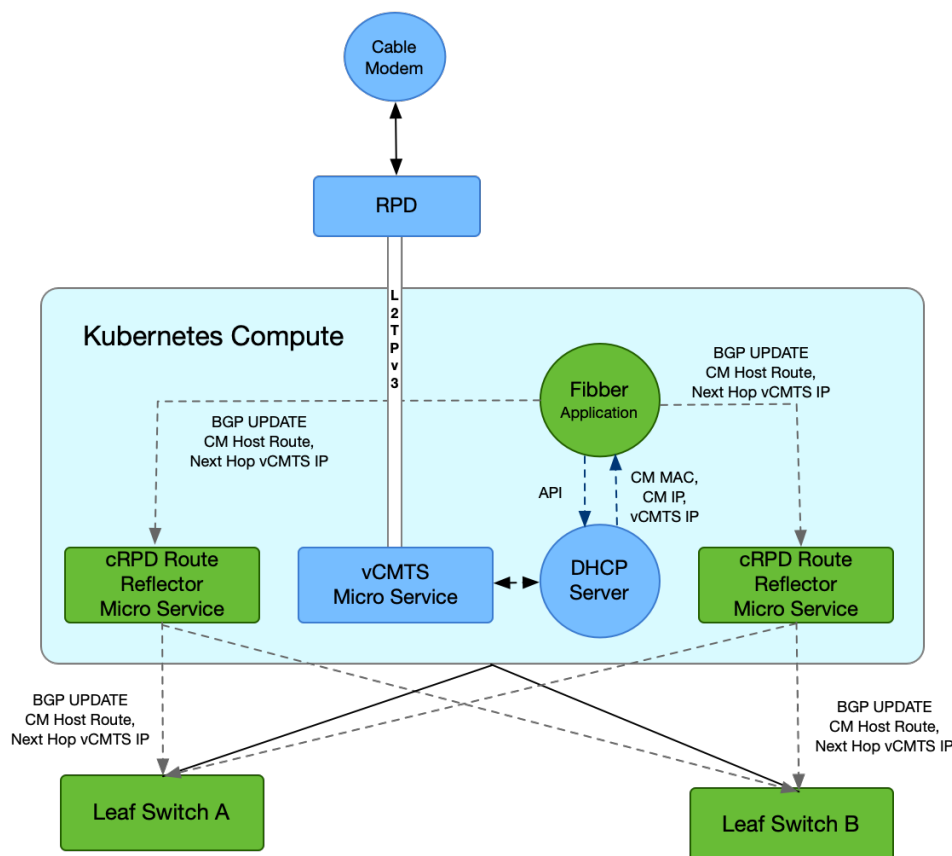 Cable
Modem
RPD
L
2
T
P
v
3
Kubernetes Compute
BGP UPDATE
CM Host Route,
Next Hop vCMTS IP
Fibber
Application
BGP UPDATE
CM Host Route,
Next Hop vCMTS IP
API
CM MAC,
CM IP,
vCMTS IP
cRPD Route
Reflector
Micro Service
vCMTS
Micro Service
DHCP
Server
cRPD Route
Reflector
Micro Service
BGP UPDATE
CM Host Route,
Next Hop vCMTS IP
BGP UPDATE
CM Host Route,
Next Hop vCMTS IP
Leaf Switch A
Leaf Switch B